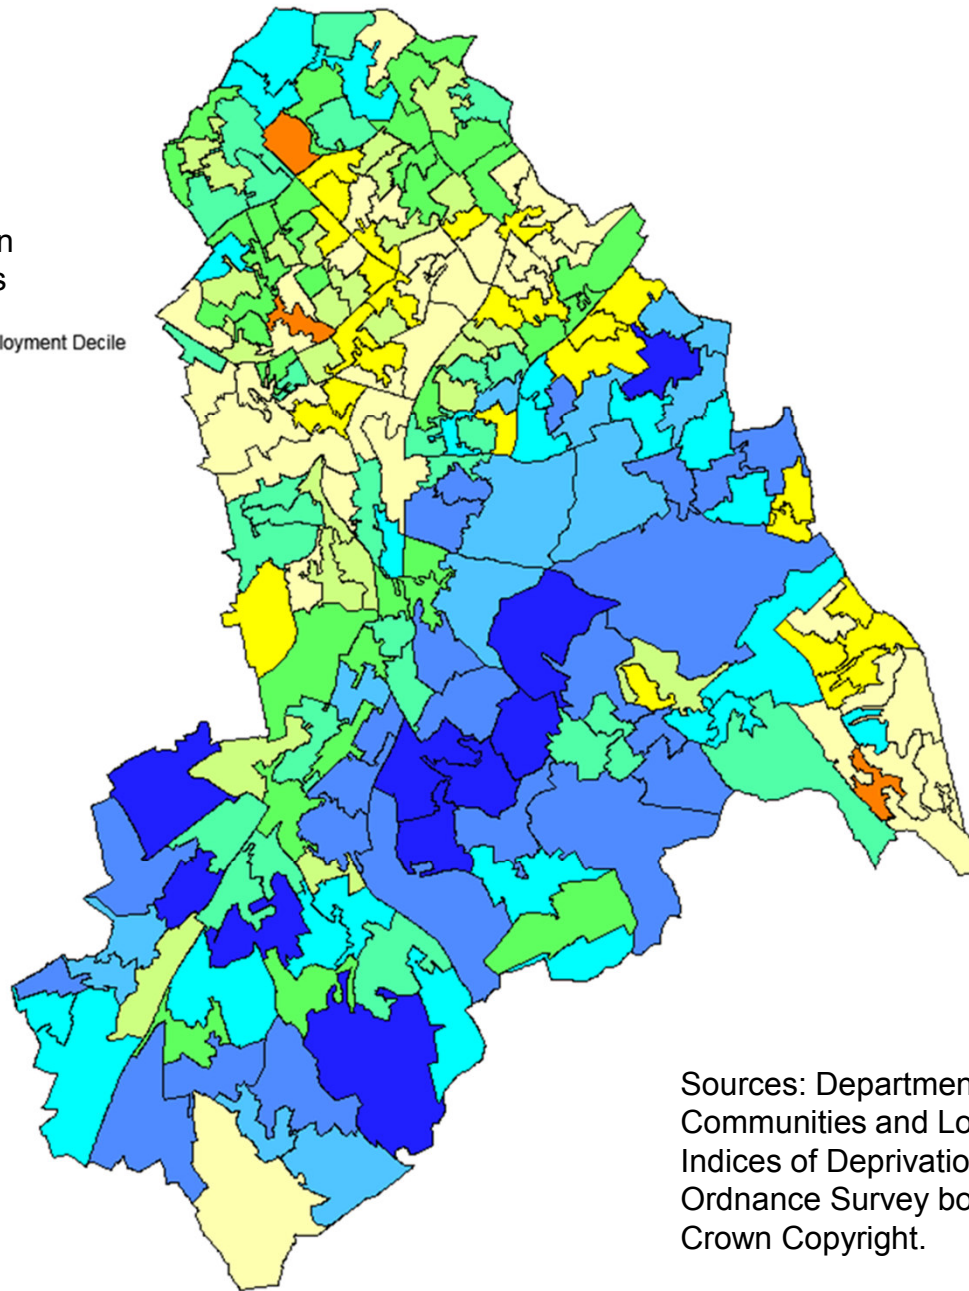 n
s
loyment Decile
Sources: Departmen
Communities and Lo
Indices of Deprivatio
Ordnance Survey bo
Crown Copyright.